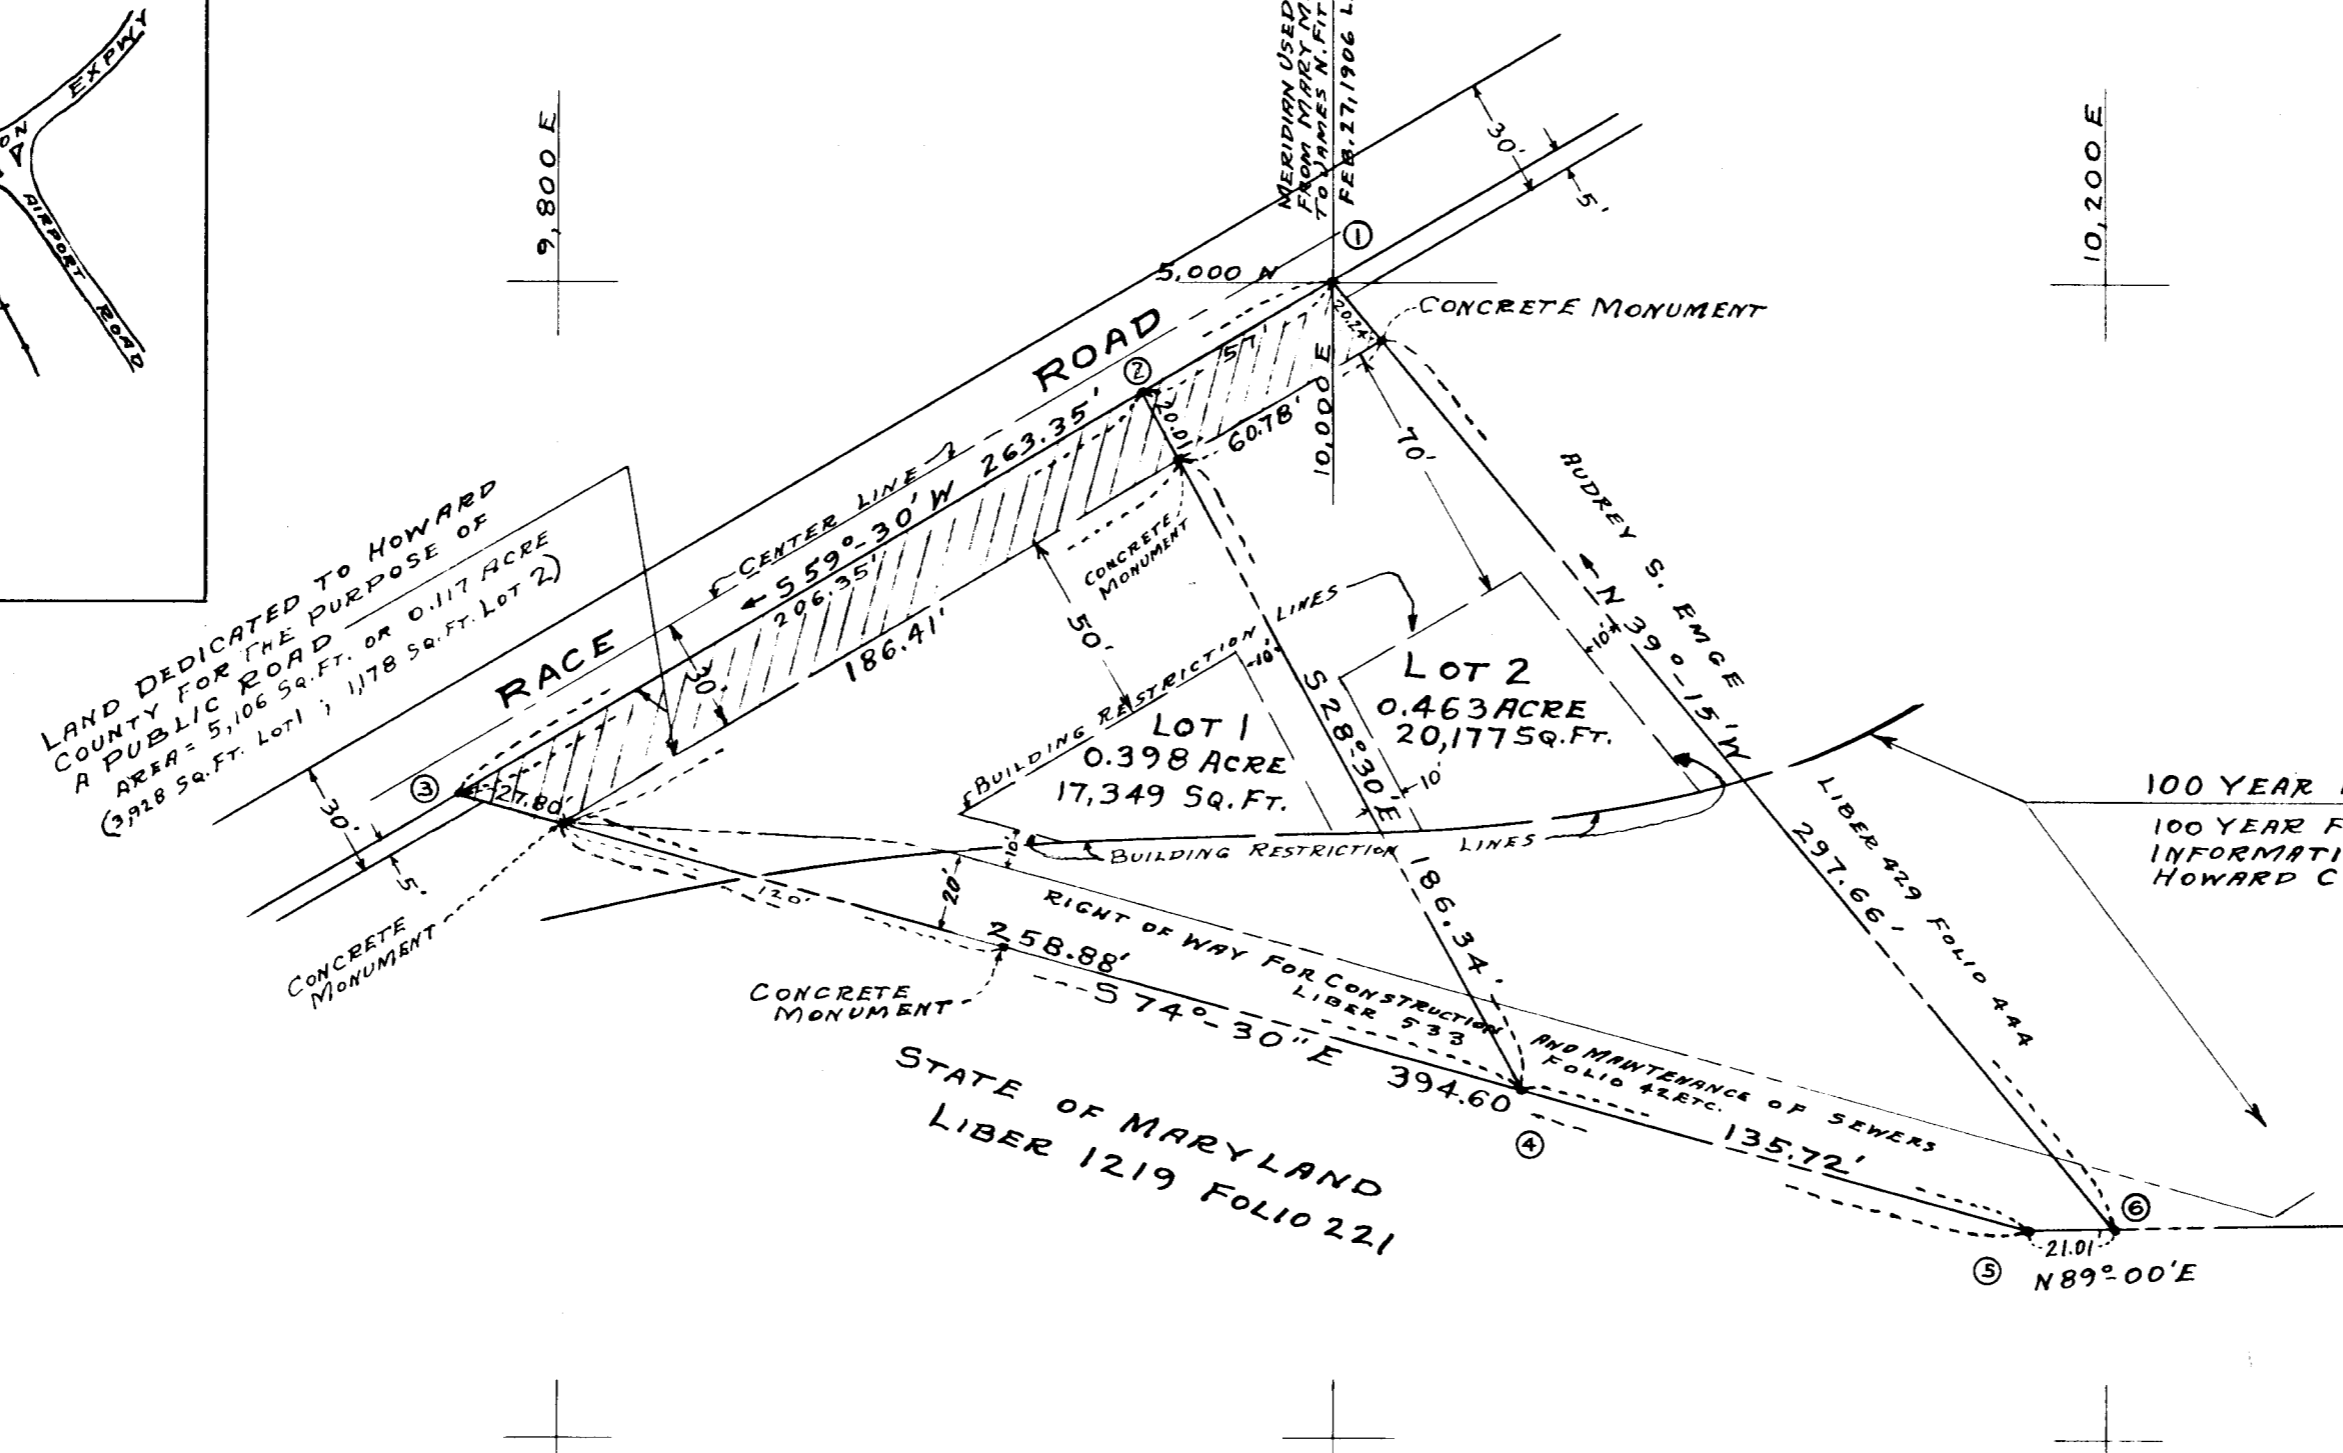 EXPWY
AIRPORT
ROAD
9,800 E
MERIDIAN USED
FROM MARY
TO JAMES N. FIT
FEB. 27, 1906
10,200 E
30'
5'
①
5,000 N
CONCRETE MONUMENT
20.24'
57'
10,000 E
ROAD
②
20.01
60.78'
70'
CENTER LINE
263.35'
S 59°-30' W
206.35'
186.41'
CONCRETE
MONUMENT
50'
RACE
30'
LAND DEDICATED TO HOWARD
COUNTY FOR THE PURPOSE OF
A PUBLIC ROAD
AREA = 5,106 SQ. FT. OR 0.117 ACRE
(3,928 SQ. FT. LOT 1 ; 1,178 SQ. FT. LOT 2)
③
27.80'
30'
5'
CONCRETE
MONUMENT
BUILDING RESTRICTION LINES
10'
LOT 1
0.398 ACRE
17,349 SQ. FT.
S 28°-30' E
186.34'
LOT 2
0.463 ACRE
20,177 SQ. FT.
10'
10'
AUDREY S. EMGE
N 39°-15' W
LIBER 429 FOLIO 444
297.66'
100 YEAR
100 YEAR F
INFORMATI
HOWARD C
BUILDING RESTRICTION LINES
10'
20'
120'
RIGHT OF WAY FOR CONSTRUCTION AND MAINTENANCE OF SEWERS
LIBER 533 FOLIO 42 ETC.
CONCRETE
MONUMENT
258.88'
S 74°-30" E 394.60
④
135.72'
STATE OF MARYLAND
LIBER 1219 FOLIO 221
⑤
21.01'
⑥
N 89°-00' E